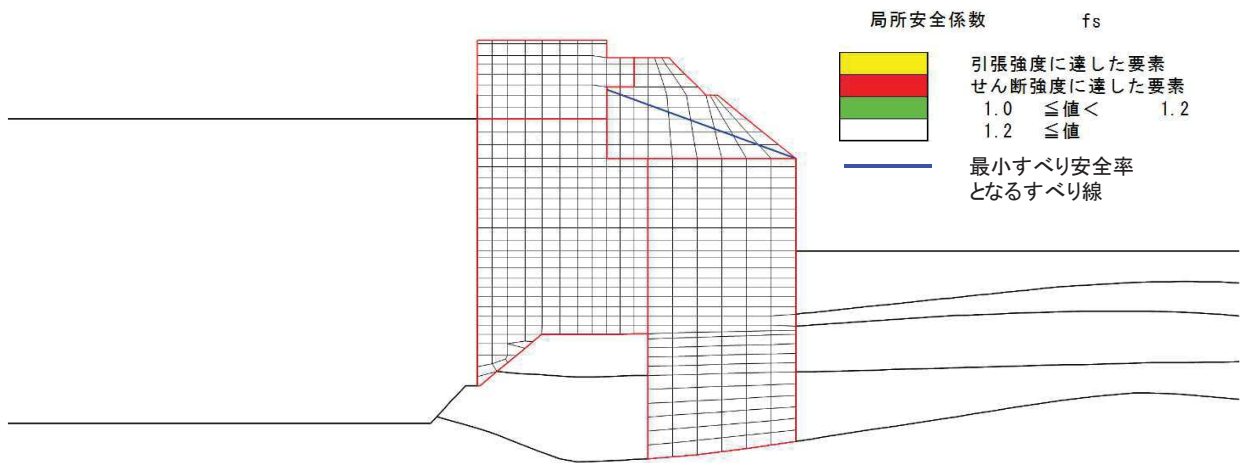 局所安全係数 fs
引張強度に達した要素
せん断強度に達した要素
1.0 ≦値＜ 1.2
1.2 ≦値
最小すべり安全率
となるすべり線